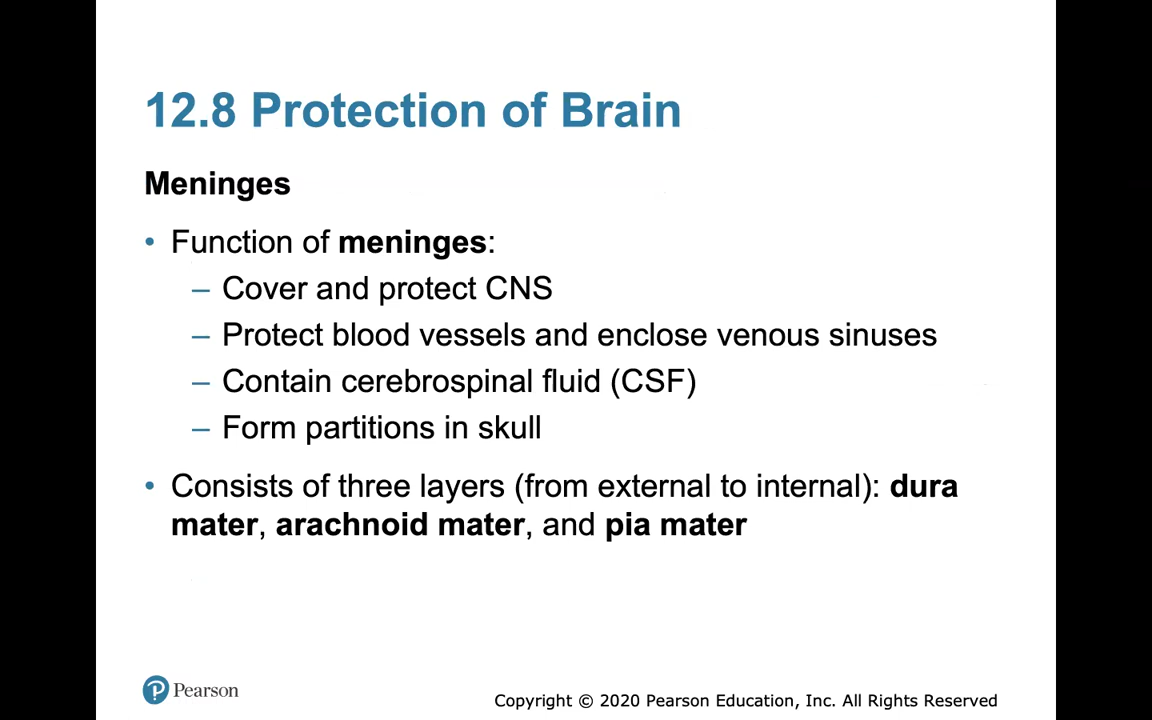 12.8 Protection of Brain
Meninges
• Function of meninges:
– Cover and protect CNS
– Protect blood vessels and enclose venous sinuses
– Contain cerebrospinal fluid (CSF)
– Form partitions in skull
• Consists of three layers (from external to internal): dura
mater, arachnoid mater, and pia mater
Pearson
Copyright © 2020 Pearson Education, Inc. All Rights Reserved